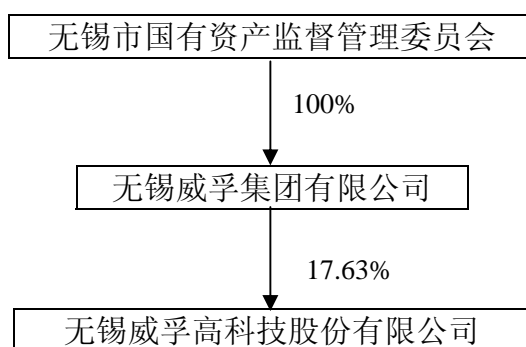 无锡市国有资产监督管理委员会
100%
无锡威孚集团有限公司
17.63%
无锡威孚高科技股份有限公司